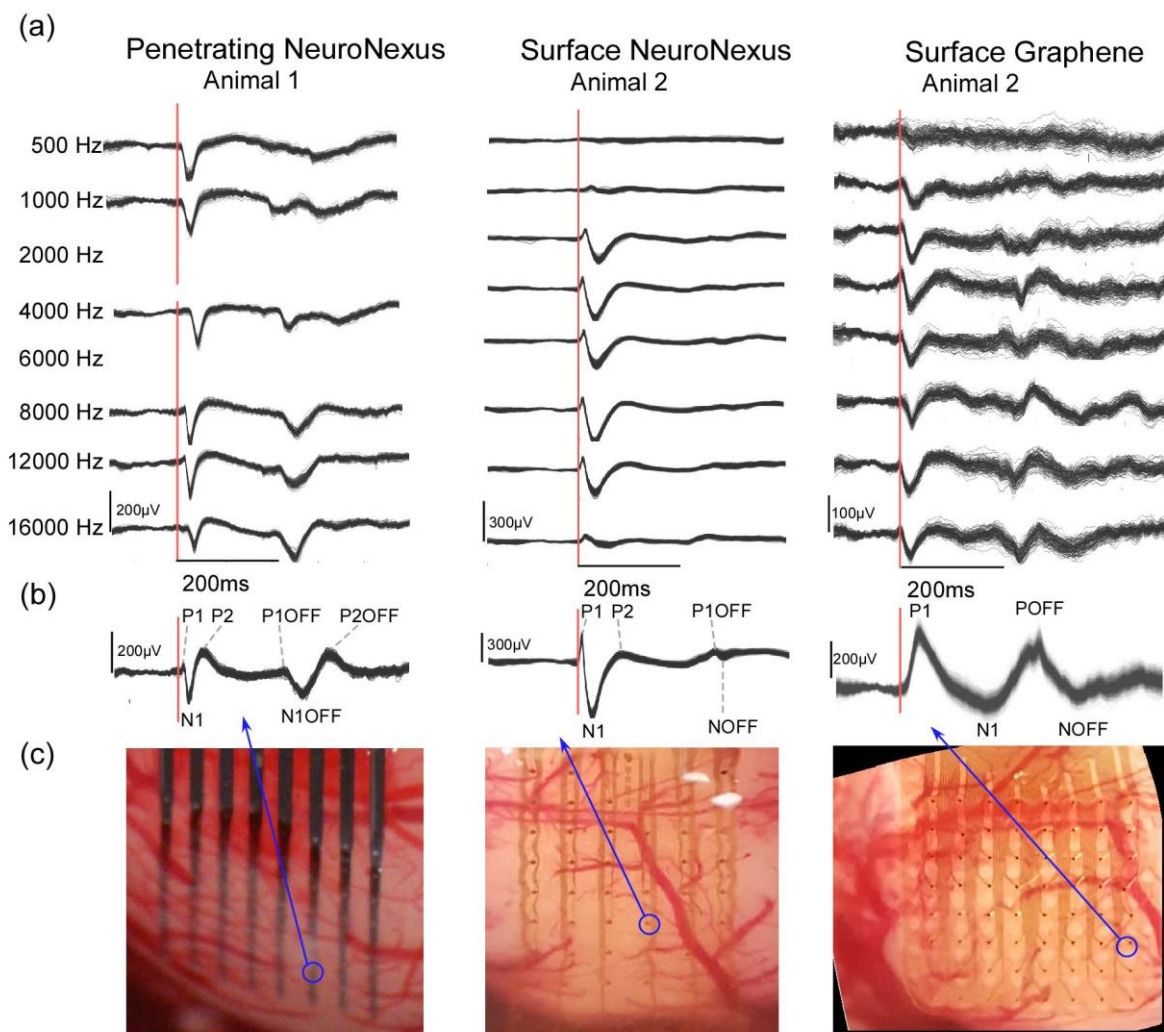 (a)
Penetrating NeuroNexus
Animal 1
Surface NeuroNexus
Animal 2
Surface Graphene
Animal 2
500 Hz
1000 Hz
2000 Hz
4000 Hz
6000 Hz
8000 Hz
12000 Hz
16000 Hz
200µV
300µV
100µV
200ms
200ms
200ms
(b)
200µV
P1 P2 P1OFF P2OFF
N1 N1OFF
300µV
P1 P2 P1OFF
N1 NOFF
200µV
P1 POFF
N1 NOFF
(c)